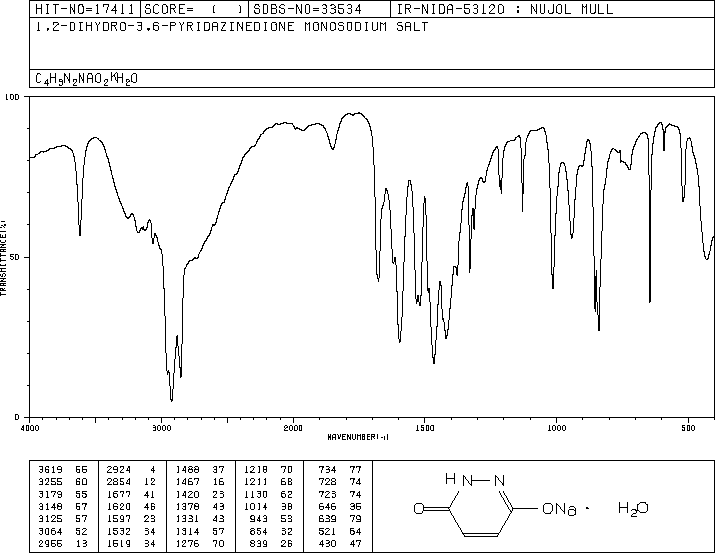 HIT-NO=17411 SCORE= ( ) SDBS-NO=33534 IR-NIDA-53120 : NUJOL MULL
1,2-DIHYDRO-3,6-PYRIDAZINEDIONE MONOSODIUM SALT
C4H3N2NAO2KH2O
100
50
0
TRANSMITTANCE(%)
4000 3000 2000 1500 1000 500
WAVENUMBER(-1)
3619 55 2924 4 1488 37 1218 70 734 77
3255 60 2854 12 1467 16 1211 68 728 74
3179 55 1677 41 1420 23 1130 62 723 74
3148 57 1620 46 1378 43 1014 38 646 35
3125 57 1597 23 1331 43 943 53 639 79
3064 52 1532 34 1314 57 854 32 521 64
2955 13 1519 34 1276 70 839 26 430 47
H N N
O ONa · H2O